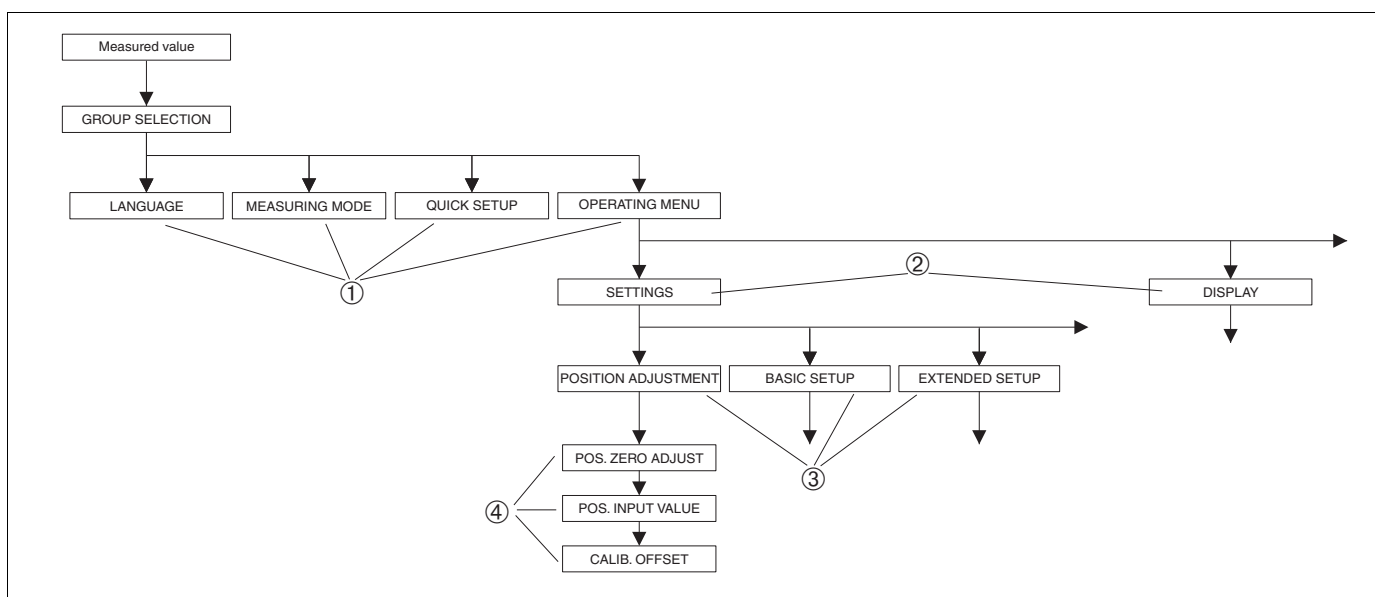 Measured value
GROUP SELECTION
LANGUAGE
MEASURING MODE
QUICK SETUP
OPERATING MENU
①
②
SETTINGS
DISPLAY
POSITION ADJUSTMENT
BASIC SETUP
EXTENDED SETUP
③
④
POS. ZERO ADJUST
POS. INPUT VALUE
CALIB. OFFSET